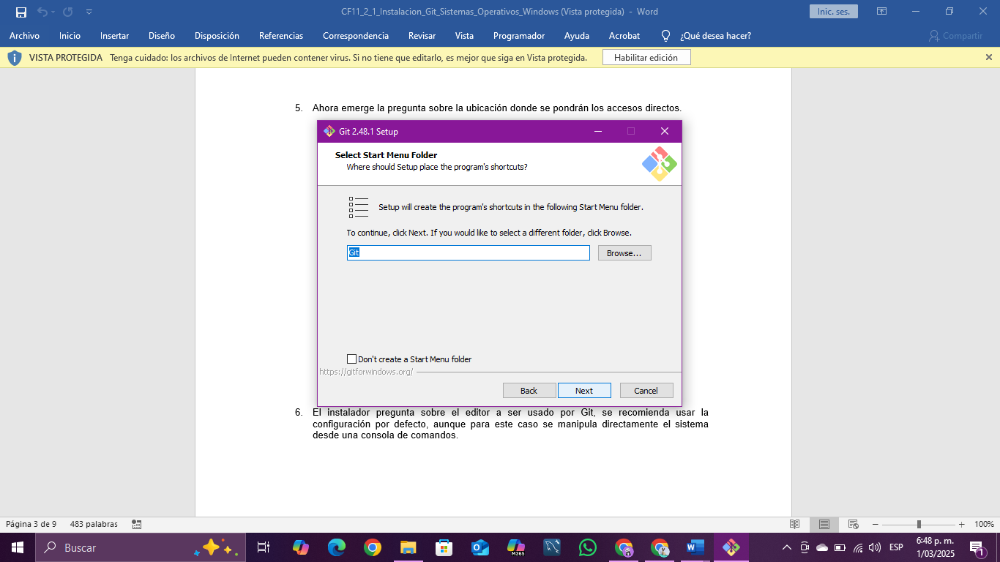 CF11_2_1_Instalacion_Git_Sistemas_Operativos_Windows (Vista protegida) - Word
Inic. ses.
Archivo Inicio Insertar Diseño Disposición Referencias Correspondencia Revisar Vista Programador Ayuda Acrobat ¿Qué desea hacer? Compartir
VISTA PROTEGIDA Tenga cuidado: los archivos de Internet pueden contener virus. Si no tiene que editarlo, es mejor que siga en Vista protegida. Habilitar edición
5. Ahora emerge la pregunta sobre la ubicación donde se pondrán los accesos directos.
Git 2.48.1 Setup
Select Start Menu Folder
Where should Setup place the program's shortcuts?
Setup will create the program's shortcuts in the following Start Menu folder.
To continue, click Next. If you would like to select a different folder, click Browse.
Git Browse...
Don't create a Start Menu folder
https://gitforwindows.org/
Back Next Cancel
6. El instalador pregunta sobre el editor a ser usado por Git, se recomienda usar la
configuración por defecto, aunque para este caso se manipula directamente el sistema
desde una consola de comandos.
Página 3 de 9 483 palabras 100%
Buscar
M365
ESP
6:48 p. m.
1/03/2025
1